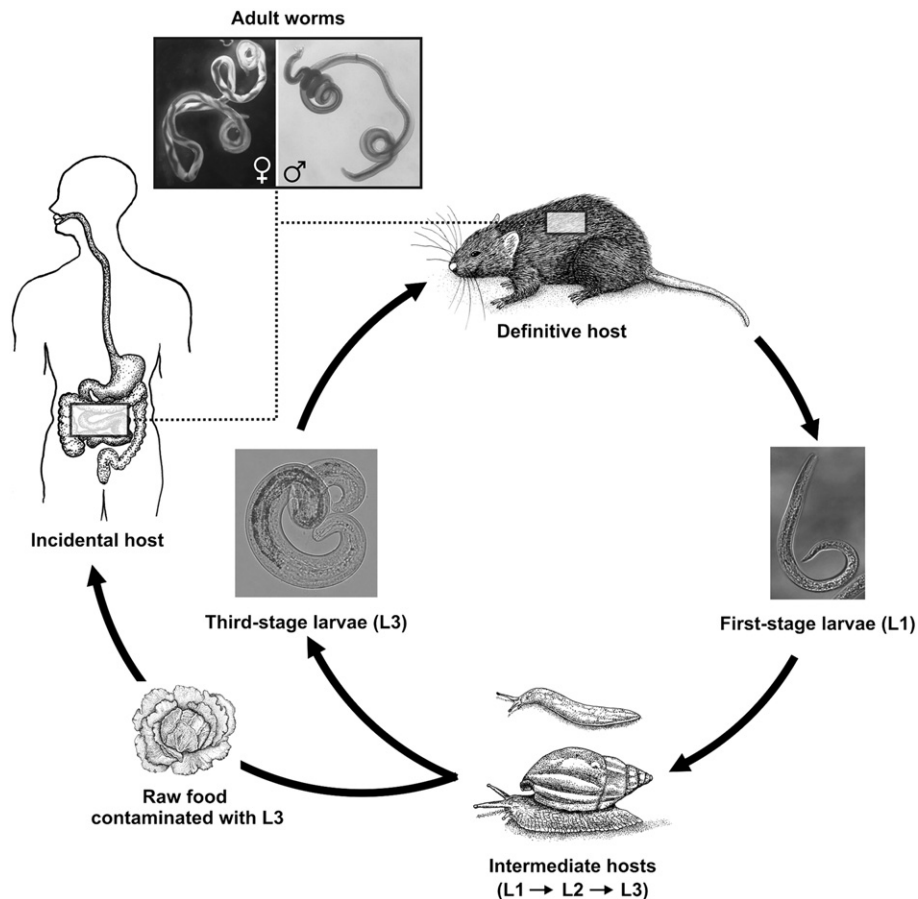 Adult worms
♀
♂
Definitive host
Incidental host
Third-stage larvae (L3)
First-stage larvae (L1)
Raw food
contaminated with L3
Intermediate hosts
(L1 → L2 → L3)